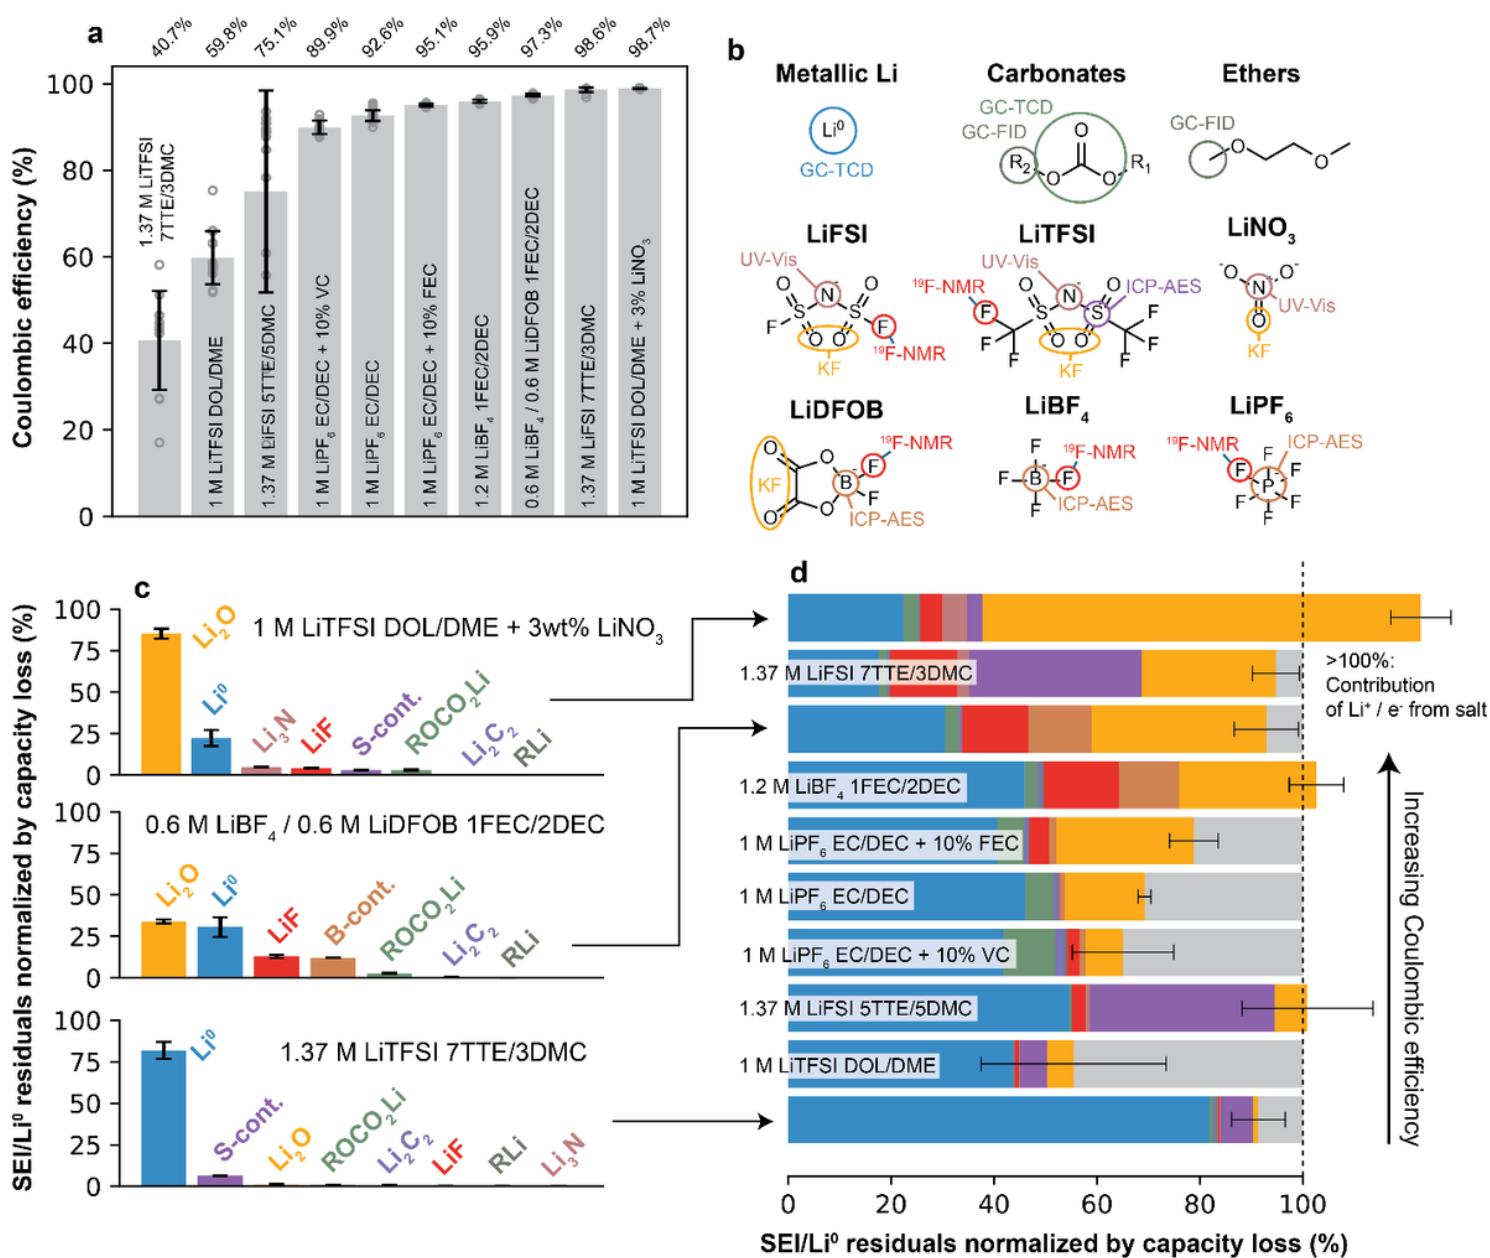 a
40.7%
59.8%
75.1%
89.9%
92.6%
95.1%
95.9%
97.3%
98.6%
98.7%
Coulombic efficiency (%)
100
80
60
40
20
0
1.37 M LiTFSI
7TTE/3DMC
1 M LiTFSI DOL/DME
1.37 M LiFSI 5TTE/5DMC
1 M LiPF₆ EC/DEC + 10% VC
1 M LiPF₆ EC/DEC
1 M LiPF₆ EC/DEC + 10% FEC
1.2 M LiBF₄ 1FEC/2DEC
0.6 M LiBF₄ / 0.6 M LiDFOB 1FEC/2DEC
1.37 M LiFSI 7TTE/3DMC
1 M LiTFSI DOL/DME + 3% LiNO₃
b
Metallic Li
Li⁰
GC-TCD
Carbonates
GC-TCD
GC-FID
O
R₂
O
O
R₁
Ethers
GC-FID
O
O
LiFSI
UV-Vis
O
N⁻
O
S
S
F
O
O
F
¹⁹F-NMR
KF
LiTFSI
UV-Vis
¹⁹F-NMR
ICP-AES
O
N⁻
O
F
S
S
F
F
O
O
F
F
F
KF
LiNO₃
⁻O
O⁻
N⁺
UV-Vis
O
KF
LiDFOB
¹⁹F-NMR
O
O
F
KF
B⁻
F
O
O
ICP-AES
LiBF₄
F
¹⁹F-NMR
F
B⁻
F
F
ICP-AES
LiPF₆
¹⁹F-NMR
F
ICP-AES
F
F
P⁻
F
F
F
c
SEI/Li⁰ residuals normalized by capacity loss (%)
100
75
50
25
0
1 M LiTFSI DOL/DME + 3wt% LiNO₃
Li₂O
Li⁰
Li₃N
LiF
S-cont.
ROCO₂Li
Li₂C₂
RLi
100
75
50
25
0
0.6 M LiBF₄ / 0.6 M LiDFOB 1FEC/2DEC
Li₂O
Li⁰
LiF
B-cont.
ROCO₂Li
Li₂C₂
RLi
100
75
50
25
0
1.37 M LiTFSI 7TTE/3DMC
Li⁰
S-cont.
Li₂O
ROCO₂Li
Li₂C₂
LiF
RLi
Li₃N
d
1.37 M LiFSI 7TTE/3DMC
1.2 M LiBF₄ 1FEC/2DEC
1 M LiPF₆ EC/DEC + 10% FEC
1 M LiPF₆ EC/DEC
1 M LiPF₆ EC/DEC + 10% VC
1.37 M LiFSI 5TTE/5DMC
1 M LiTFSI DOL/DME
>100%:
Contribution
of Li⁺ / e⁻ from salt
Increasing Coulombic efficiency
0
20
40
60
80
100
SEI/Li⁰ residuals normalized by capacity loss (%)